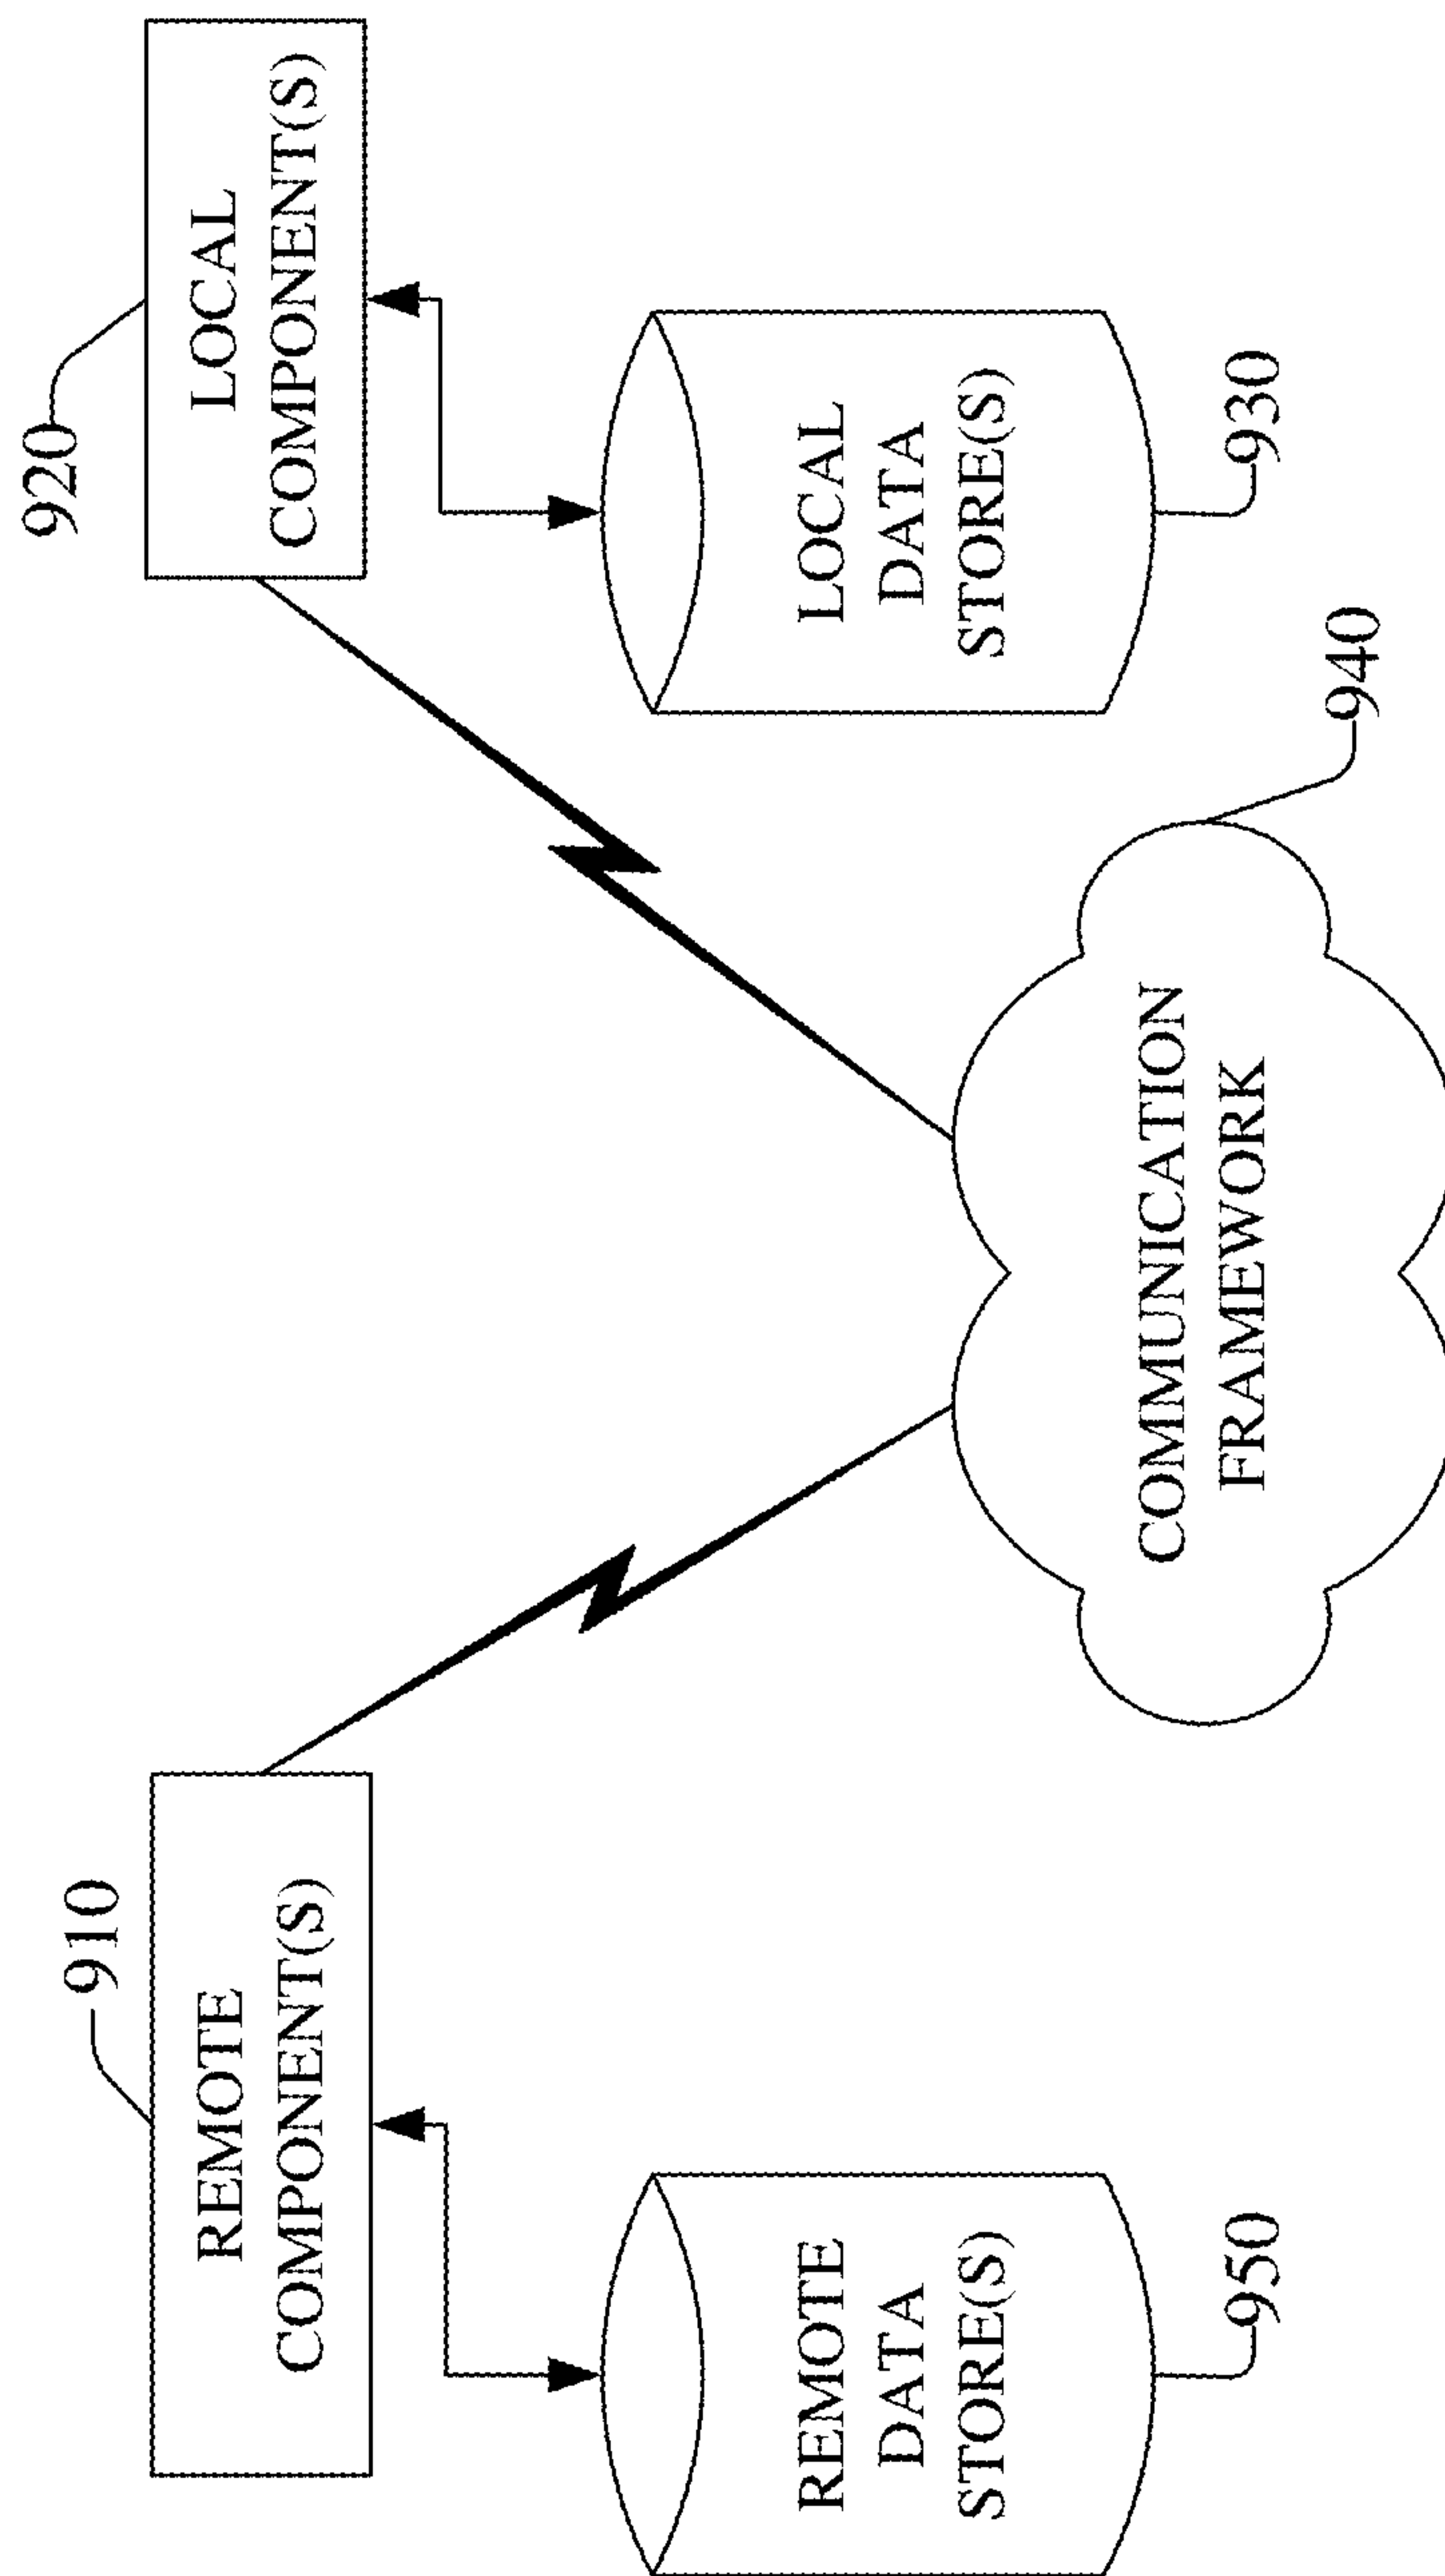 910
REMOTE
COMPONENT(S)
920
LOCAL
COMPONENT(S)
REMOTE
DATA
STORE(S)
950
LOCAL
DATA
STORE(S)
930
940
COMMUNICATION
FRAMEWORK